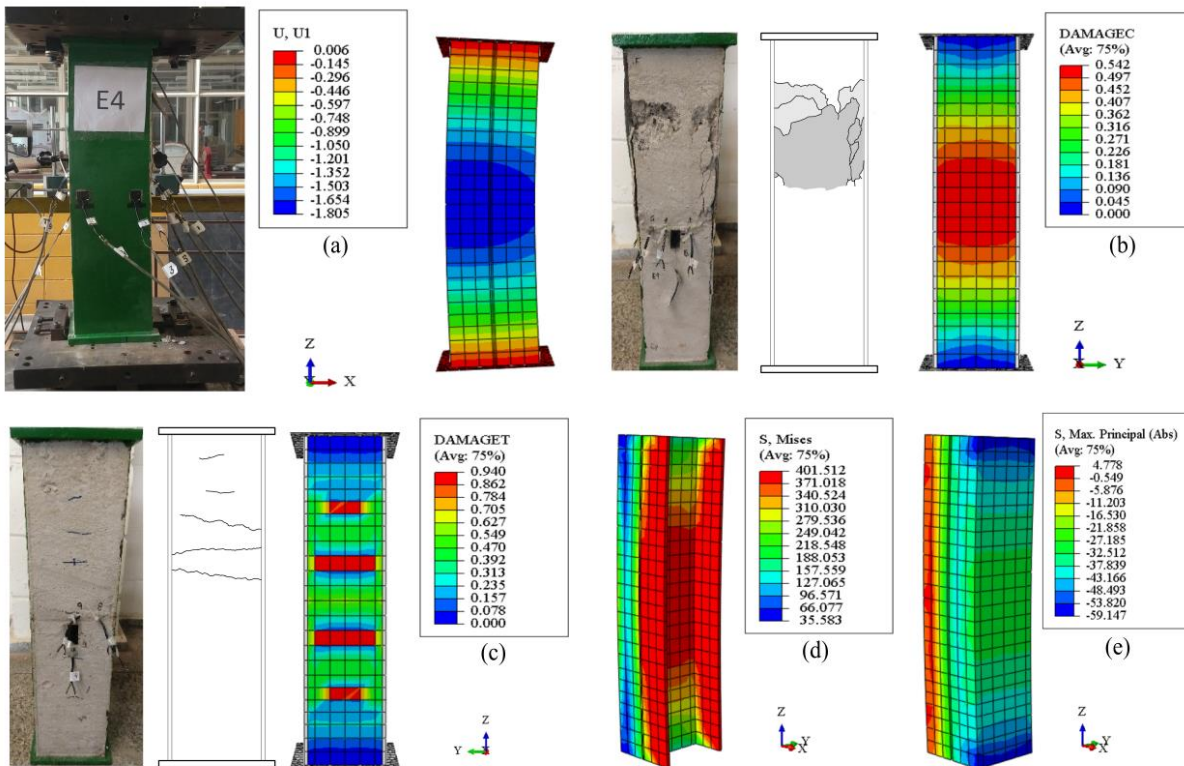 E4
3
5
U, U1
0.006
-0.145
-0.296
-0.446
-0.597
-0.748
-0.899
-1.050
-1.201
-1.352
-1.503
-1.654
-1.805
(a)
Z
X
DAMAGEC
(Avg: 75%)
0.542
0.497
0.452
0.407
0.362
0.316
0.271
0.226
0.181
0.136
0.090
0.045
0.000
(b)
Z
X Y
DAMAGET
(Avg: 75%)
0.940
0.862
0.784
0.705
0.627
0.549
0.470
0.392
0.313
0.235
0.157
0.078
0.000
(c)
Z
Y X
S, Mises
(Avg: 75%)
401.512
371.018
340.524
310.030
279.536
249.042
218.548
188.053
157.559
127.065
96.571
66.077
35.583
(d)
Z
Y
X
S, Max. Principal (Abs)
(Avg: 75%)
4.778
-0.549
-5.876
-11.203
-16.530
-21.858
-27.185
-32.512
-37.839
-43.166
-48.493
-53.820
-59.147
(e)
Z
Y
X